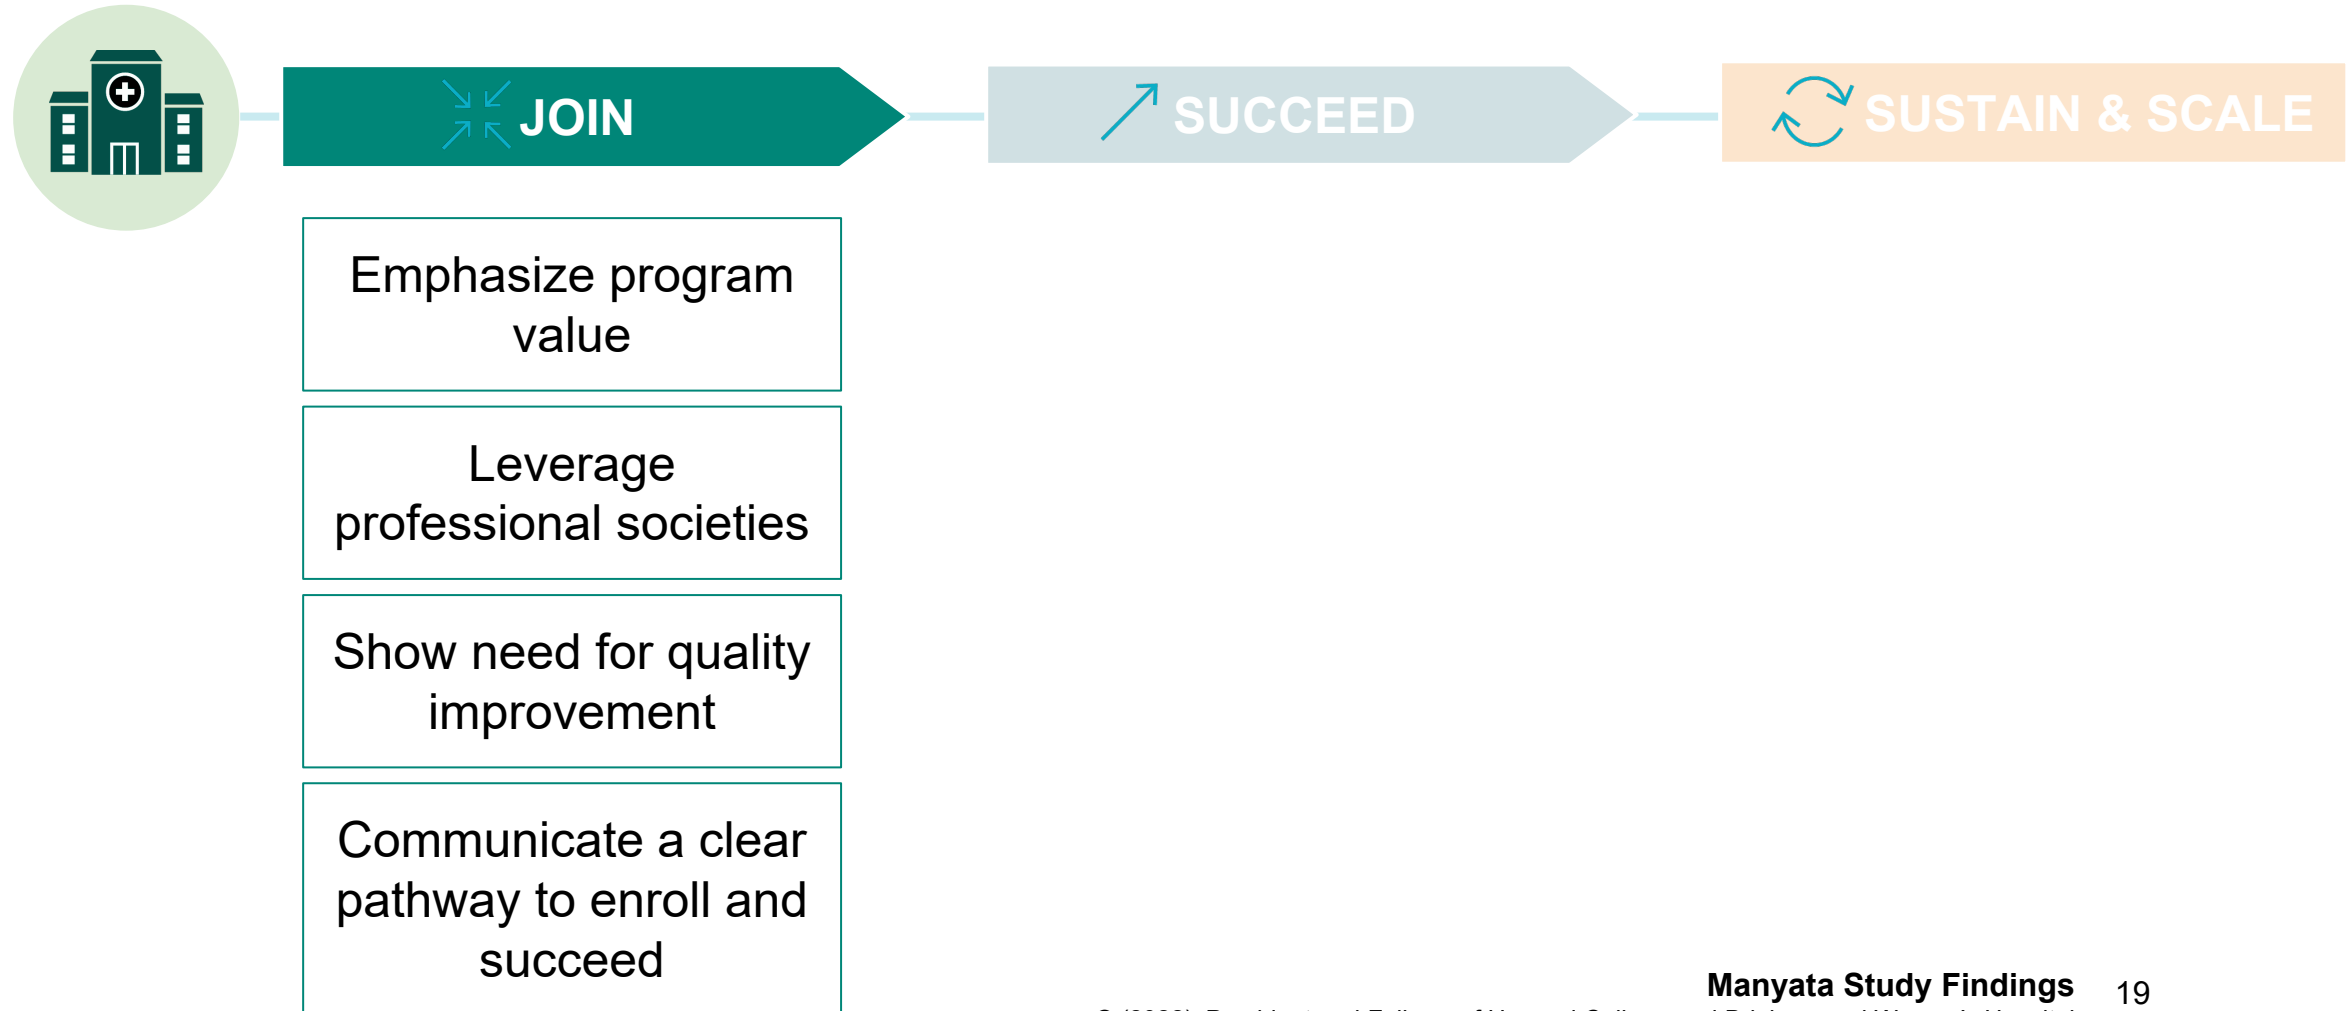 JOIN
SUCCEED
SUSTAIN & SCALE
Emphasize program
value
Leverage
professional societies
Show need for quality
improvement
Communicate a clear
pathway to enroll and
succeed
Manyata Study Findings 19